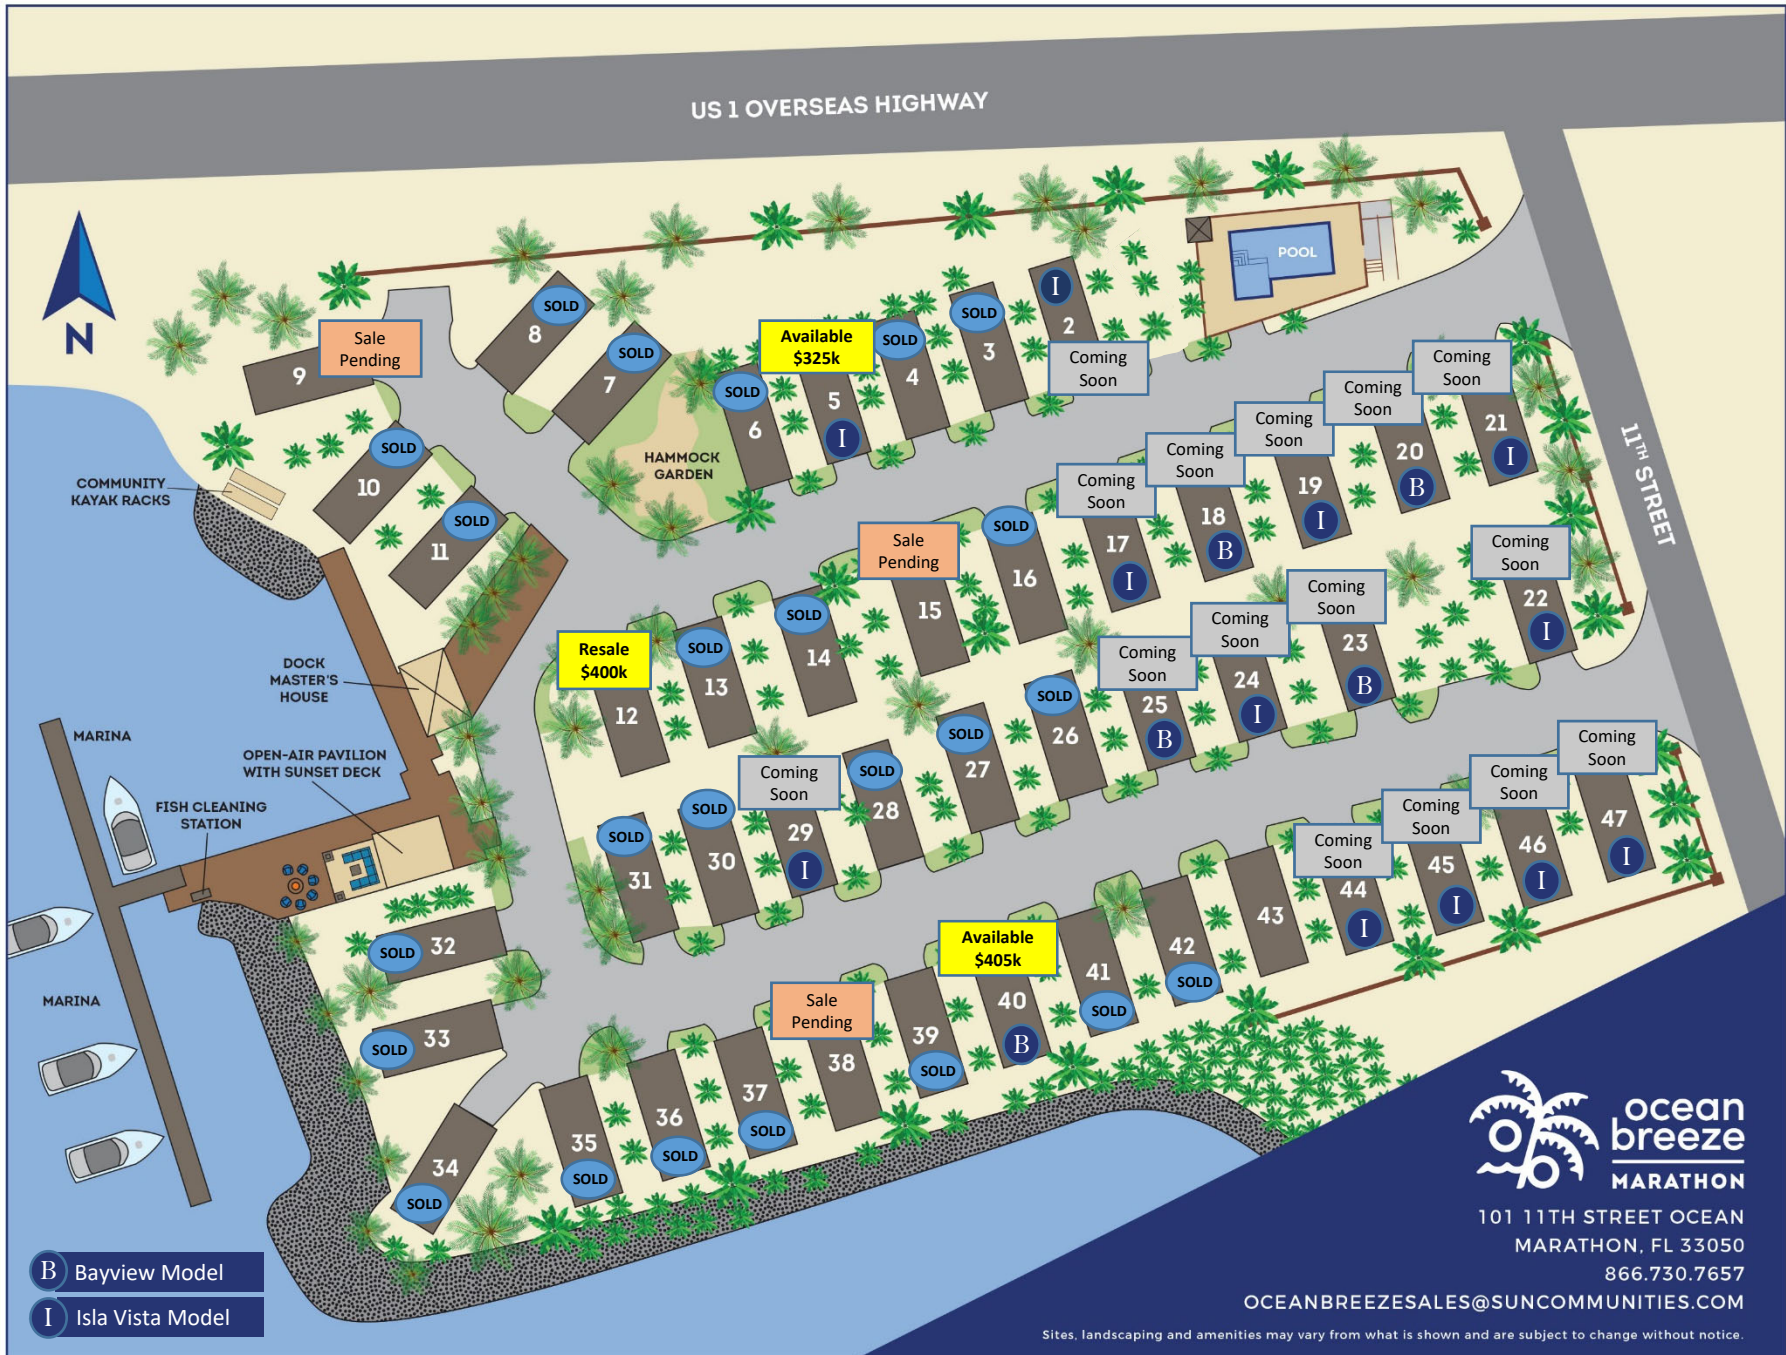 US 1 OVERSEAS HIGHWAY
N
POOL
I
2
Coming
Soon
SOLD
3
SOLD
4
Available
$325k
5
I
SOLD
6
SOLD
7
SOLD
8
Sale
Pending
9
HAMMOCK
GARDEN
SOLD
10
SOLD
11
COMMUNITY
KAYAK RACKS
11TH STREET
Resale
$400k
12
SOLD
13
SOLD
14
Sale
Pending
15
SOLD
16
Coming
Soon
17
I
Coming
Soon
18
B
Coming
Soon
19
I
Coming
Soon
20
B
Coming
Soon
21
I
Coming
Soon
22
I
Coming
Soon
23
B
Coming
Soon
24
I
Coming
Soon
25
B
SOLD
26
SOLD
27
SOLD
28
Coming
Soon
29
I
SOLD
30
SOLD
31
DOCK
MASTER'S
HOUSE
MARINA
OPEN-AIR PAVILION
WITH SUNSET DECK
FISH CLEANING
STATION
MARINA
SOLD
32
SOLD
33
34
SOLD
35
SOLD
36
SOLD
37
SOLD
Sale
Pending
38
39
SOLD
Available
$405k
40
B
41
SOLD
42
SOLD
43
Coming
Soon
44
I
Coming
Soon
45
I
Coming
Soon
46
I
Coming
Soon
47
I
B Bayview Model
I Isla Vista Model
ocean
breeze
MARATHON
101 11TH STREET OCEAN
MARATHON, FL 33050
866.730.7657
OCEANBREEZESALES@SUNCOMMUNITIES.COM
Sites, landscaping and amenities may vary from what is shown and are subject to change without notice.